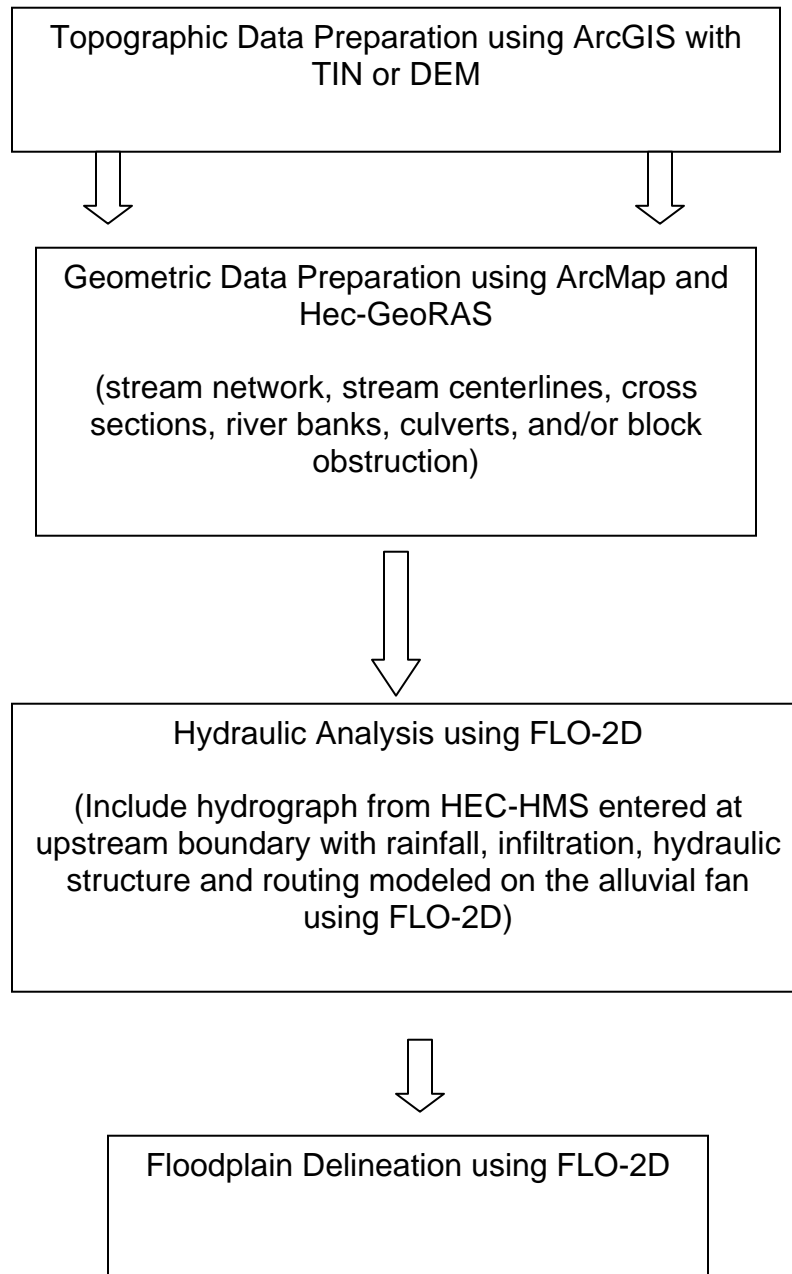 Topographic Data Preparation using ArcGIS with
TIN or DEM
Geometric Data Preparation using ArcMap and
Hec-GeoRAS
(stream network, stream centerlines, cross
sections, river banks, culverts, and/or block
obstruction)
Hydraulic Analysis using FLO-2D
(Include hydrograph from HEC-HMS entered at
upstream boundary with rainfall, infiltration, hydraulic
structure and routing modeled on the alluvial fan
using FLO-2D)
Floodplain Delineation using FLO-2D